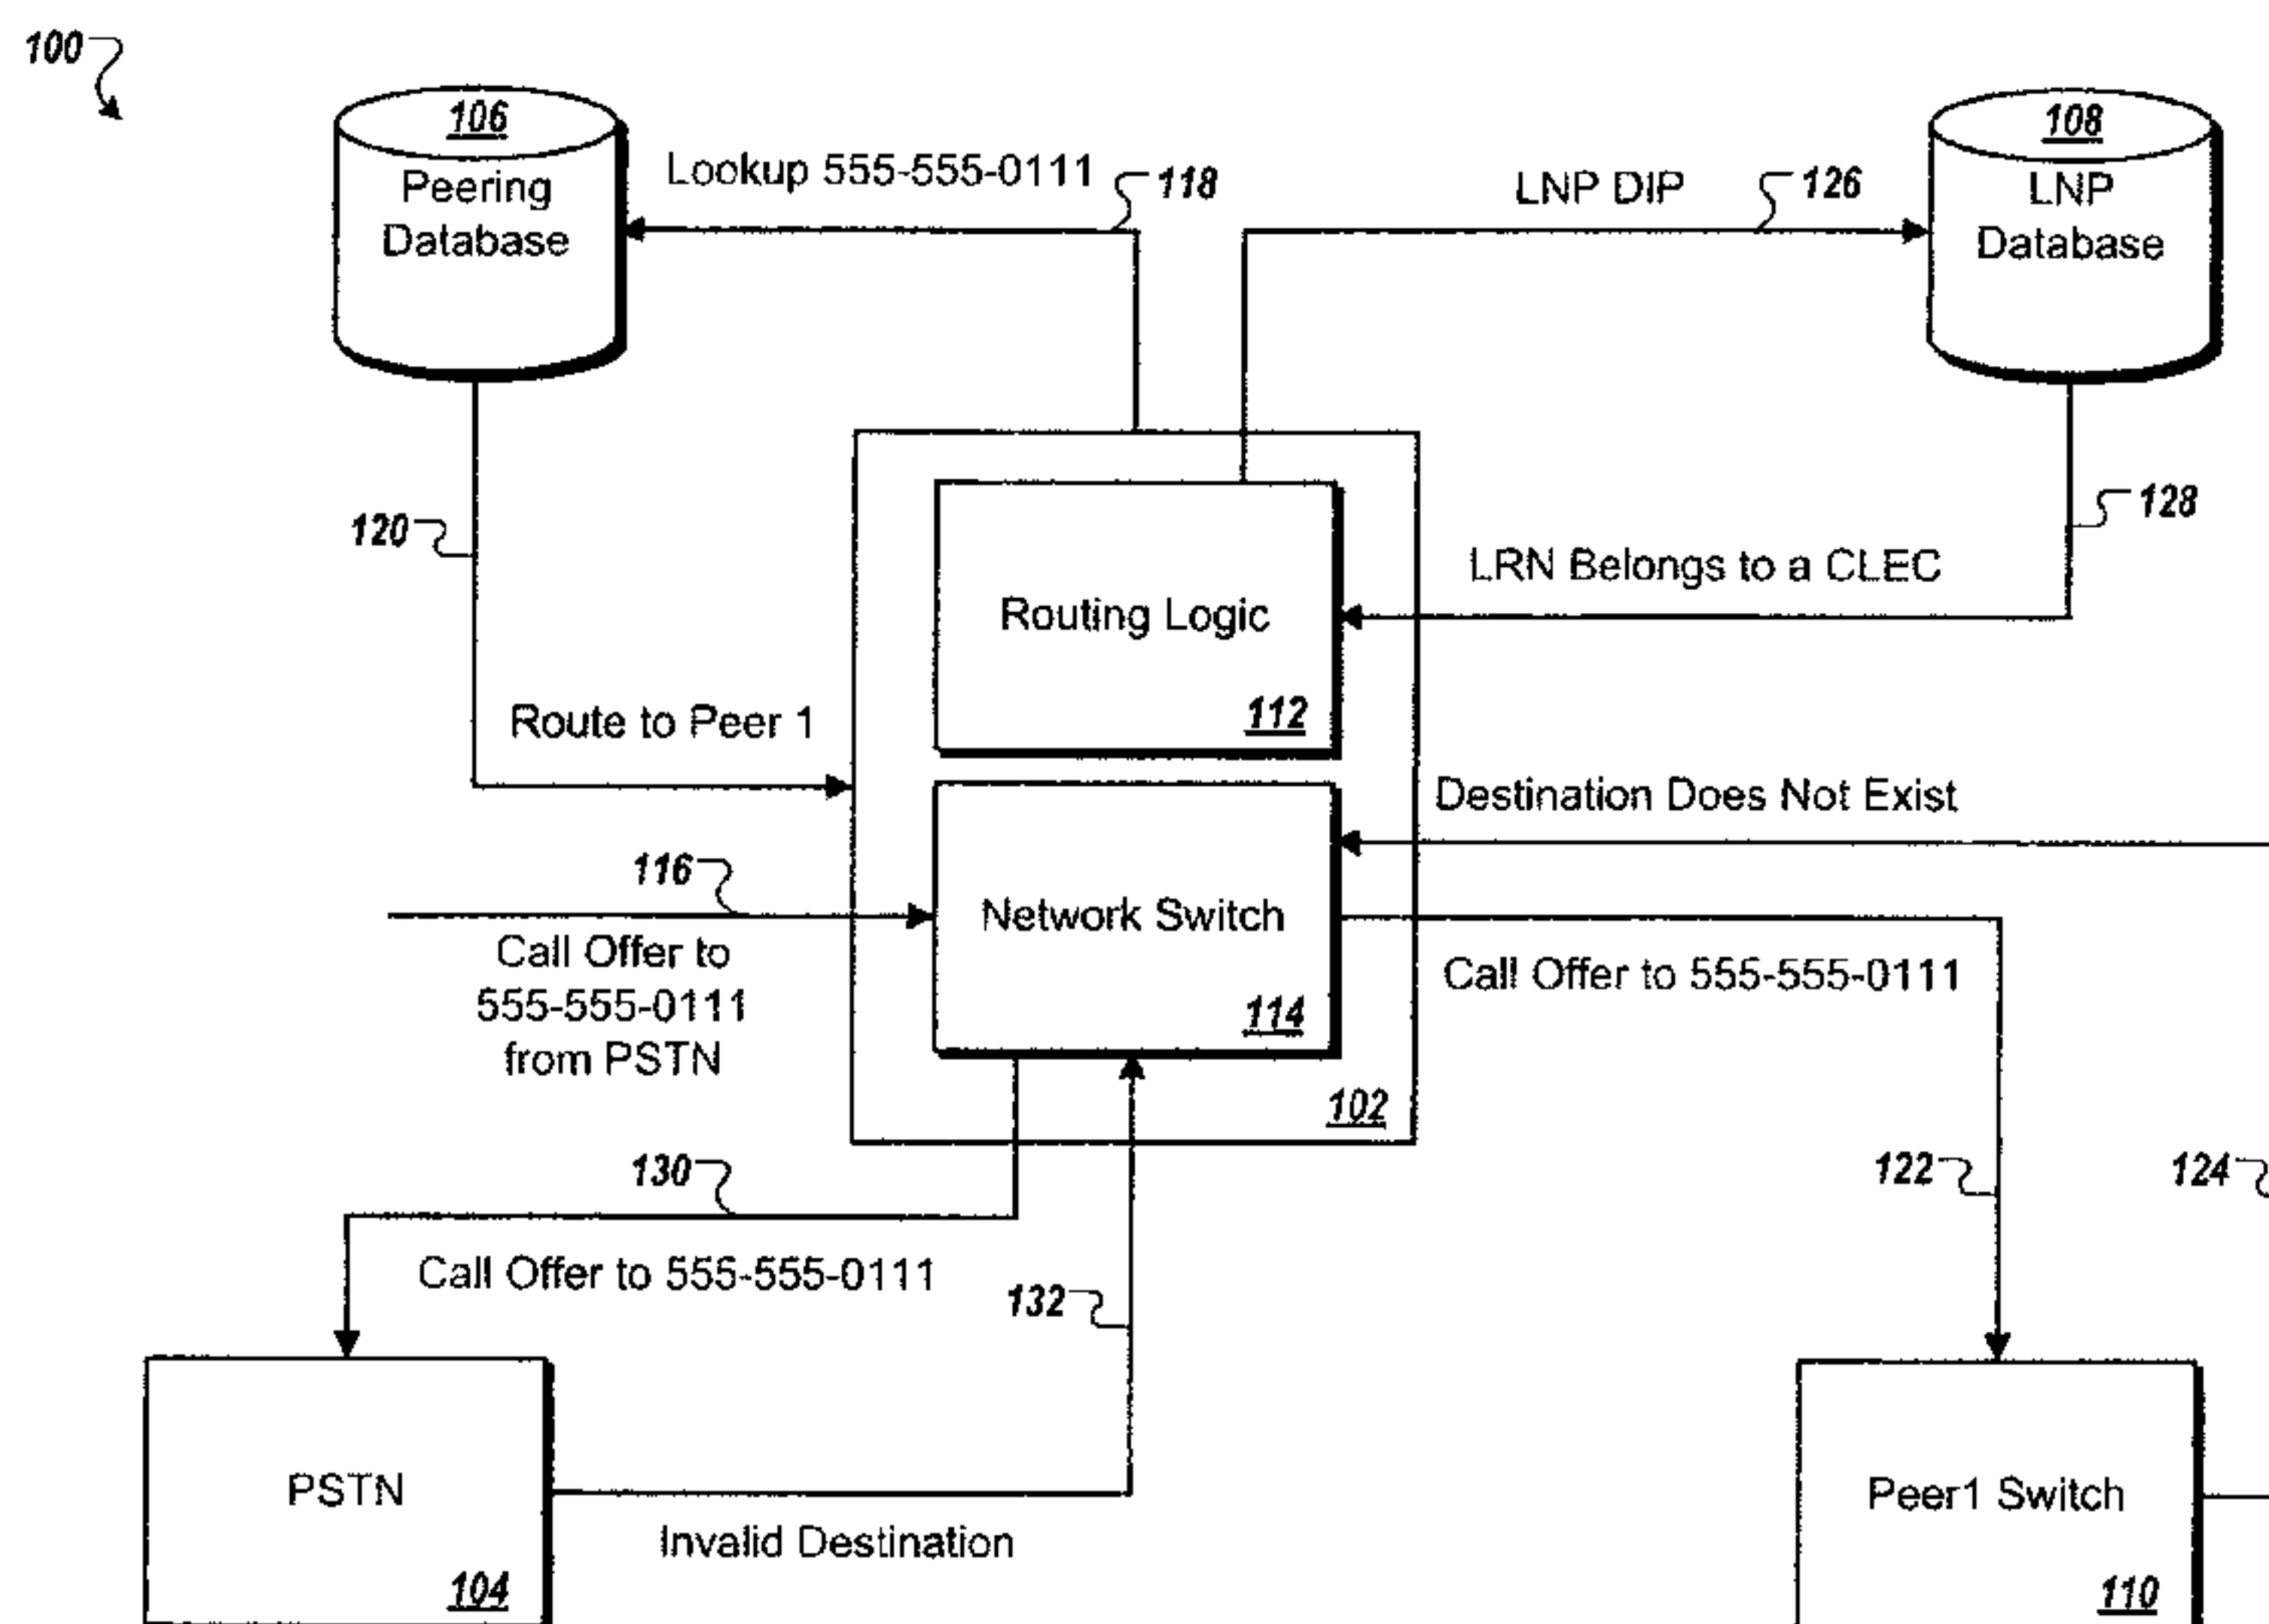 100
106
Peering
Database
Lookup 555-555-0111
118
LNP DIP
126
108
LNP
Database
120
128
LRN Belongs to a CLEC
Routing Logic
112
Route to Peer 1
Destination Does Not Exist
116
Network Switch
Call Offer to
555-555-0111
from PSTN
114
Call Offer to 555-555-0111
102
130
122
124
Call Offer to 555-555-0111
132
PSTN
104
Invalid Destination
Peer1 Switch
110